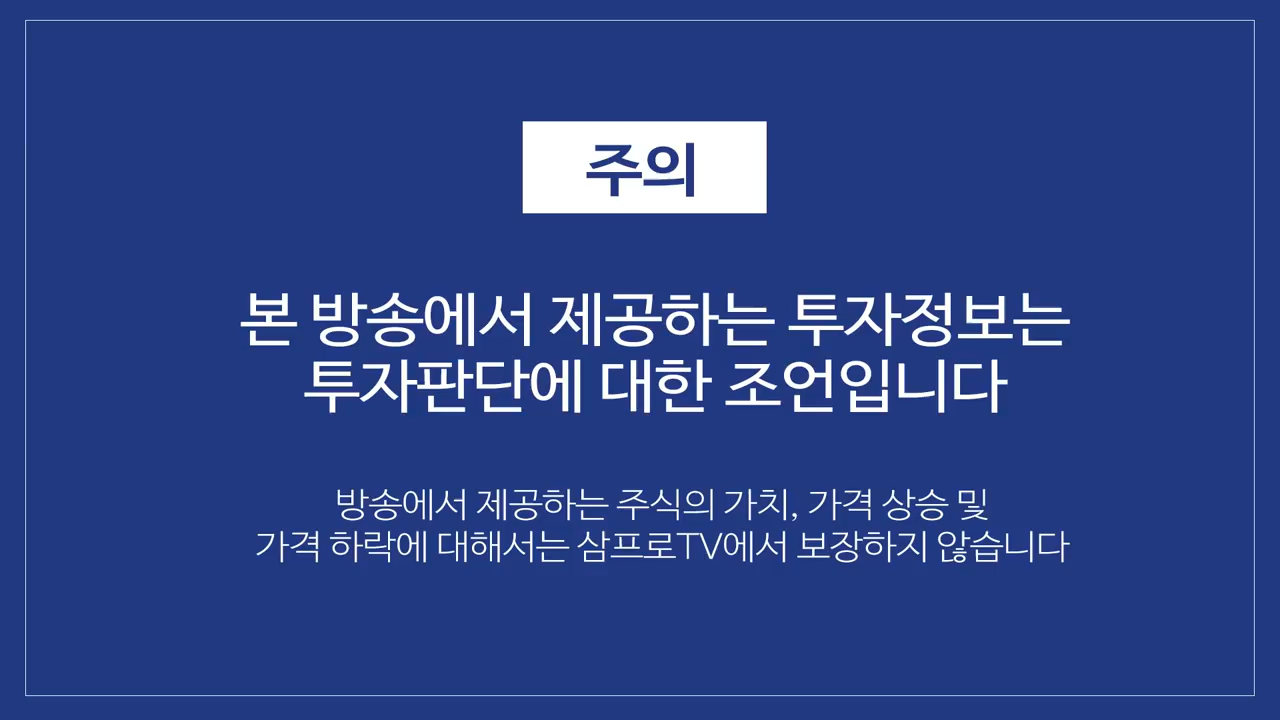 주의
본 방송에서 제공하는 투자정보는
투자판단에 대한 조언입니다
방송에서 제공하는 주식의 가치, 가격 상승 및
가격 하락에 대해서는 삼프로TV에서 보장하지 않습니다